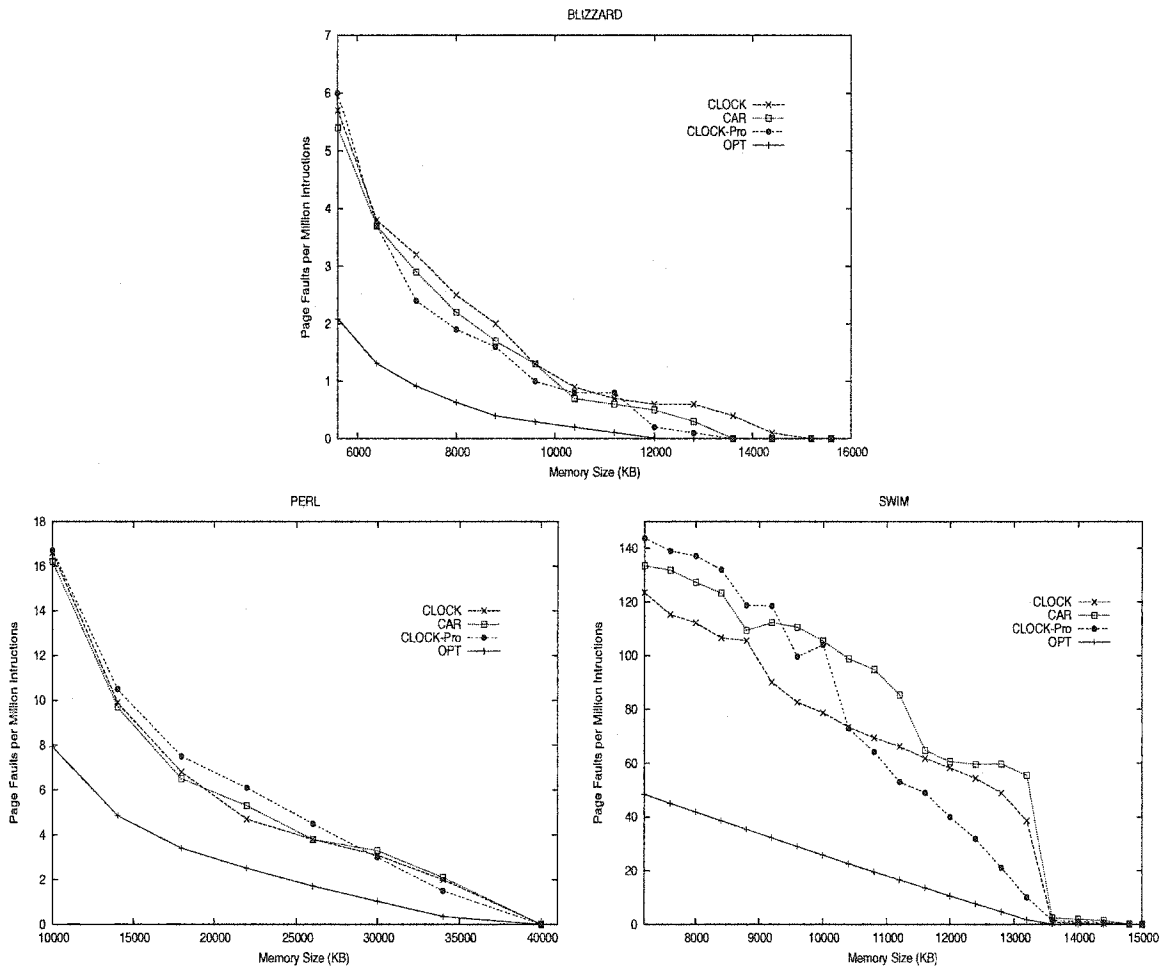 BLIZZARD
7
6
5
4
3
2
1
0
Page Faults per Million Intructions
CLOCK
CAR
CLOCK-Pro
OPT
6000 8000 10000 12000 14000 16000
Memory Size (KB)
PERL
18
16
14
12
10
8
6
4
2
0
Page Faults per Million Intructions
CLOCK
CAR
CLOCK-Pro
OPT
10000 15000 20000 25000 30000 35000 40000
Memory Size (KB)
SWIM
140
120
100
80
60
40
20
0
Page Faults per Million Intructions
CLOCK
CAR
CLOCK-Pro
OPT
8000 9000 10000 11000 12000 13000 14000 15000
Memory Size (KB)